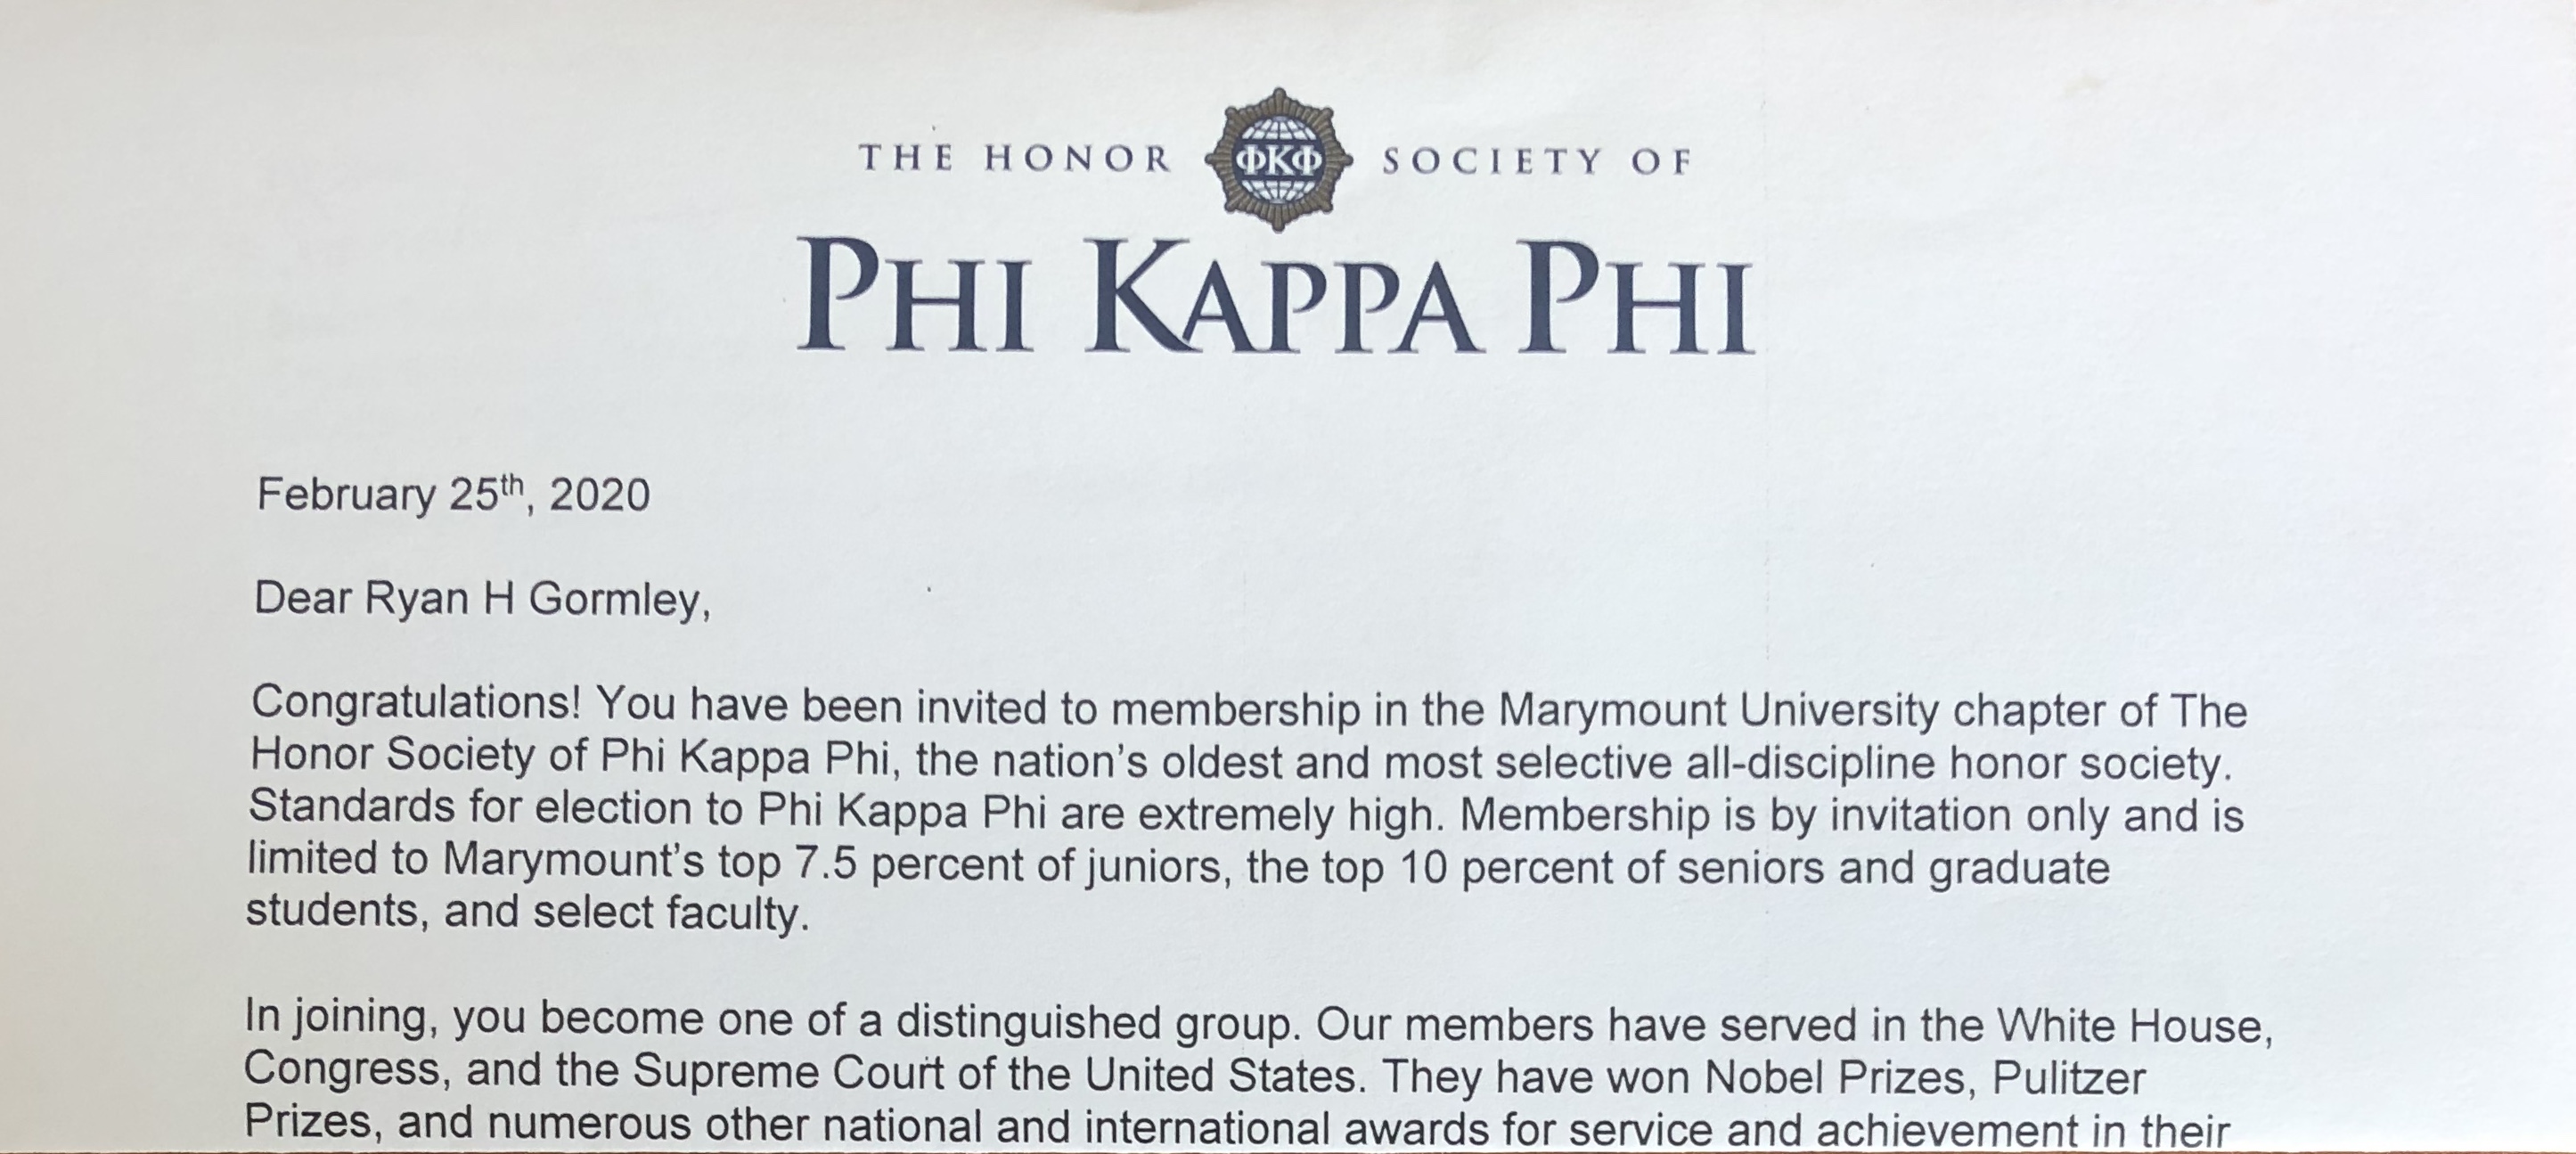 THE HONOR ΦΚΦ SOCIETY OF
PHI KAPPA PHI
February 25th, 2020
Dear Ryan H Gormley,
Congratulations! You have been invited to membership in the Marymount University chapter of The
Honor Society of Phi Kappa Phi, the nation's oldest and most selective all-discipline honor society.
Standards for election to Phi Kappa Phi are extremely high. Membership is by invitation only and is
limited to Marymount's top 7.5 percent of juniors, the top 10 percent of seniors and graduate
students, and select faculty.
In joining, you become one of a distinguished group. Our members have served in the White House,
Congress, and the Supreme Court of the United States. They have won Nobel Prizes, Pulitzer
Prizes, and numerous other national and international awards for service and achievement in their